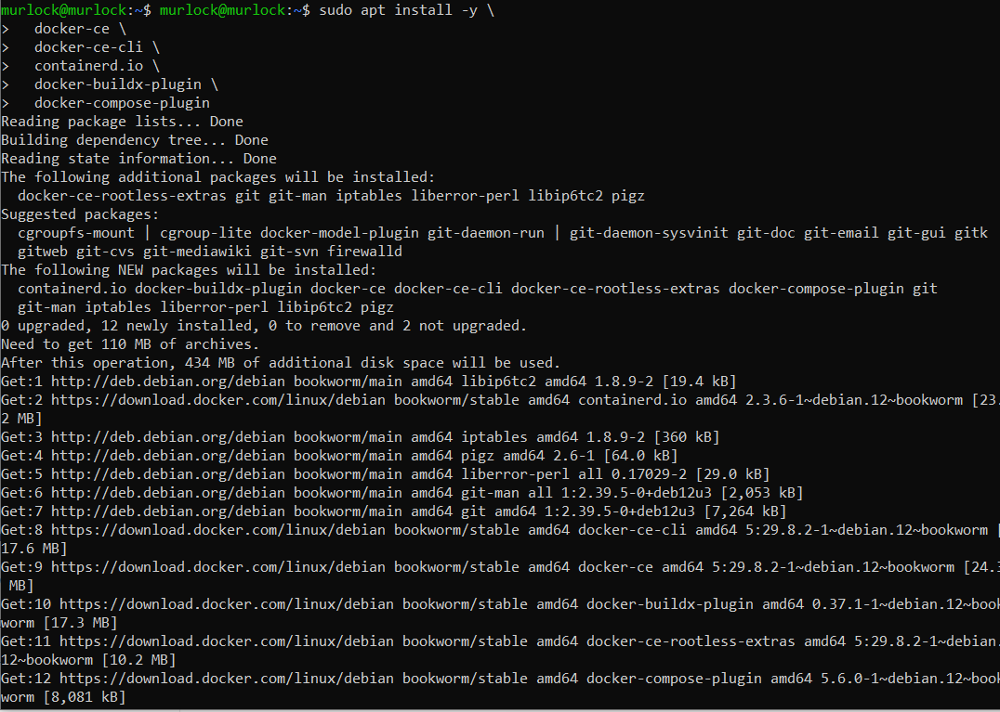 murlock@murlock:~$ murlock@murlock:~$ sudo apt install -y \
>   docker-ce \
>   docker-ce-cli \
>   containerd.io \
>   docker-buildx-plugin \
>   docker-compose-plugin
Reading package lists... Done
Building dependency tree... Done
Reading state information... Done
The following additional packages will be installed:
  docker-ce-rootless-extras git git-man iptables liberror-perl libip6tc2 pigz
Suggested packages:
  cgroupfs-mount | cgroup-lite docker-model-plugin git-daemon-run | git-daemon-sysvinit git-doc git-email git-gui gitk
  gitweb git-cvs git-mediawiki git-svn firewalld
The following NEW packages will be installed:
  containerd.io docker-buildx-plugin docker-ce docker-ce-cli docker-ce-rootless-extras docker-compose-plugin git
  git-man iptables liberror-perl libip6tc2 pigz
0 upgraded, 12 newly installed, 0 to remove and 2 not upgraded.
Need to get 110 MB of archives.
After this operation, 434 MB of additional disk space will be used.
Get:1 http://deb.debian.org/debian bookworm/main amd64 libip6tc2 amd64 1.8.9-2 [19.4 kB]
Get:2 https://download.docker.com/linux/debian bookworm/stable amd64 containerd.io amd64 2.3.6-1~debian.12~bookworm [23.
2 MB]
Get:3 http://deb.debian.org/debian bookworm/main amd64 iptables amd64 1.8.9-2 [360 kB]
Get:4 http://deb.debian.org/debian bookworm/main amd64 pigz amd64 2.6-1 [64.0 kB]
Get:5 http://deb.debian.org/debian bookworm/main amd64 liberror-perl all 0.17029-2 [29.0 kB]
Get:6 http://deb.debian.org/debian bookworm/main amd64 git-man all 1:2.39.5-0+deb12u3 [2,053 kB]
Get:7 http://deb.debian.org/debian bookworm/main amd64 git amd64 1:2.39.5-0+deb12u3 [7,264 kB]
Get:8 https://download.docker.com/linux/debian bookworm/stable amd64 docker-ce-cli amd64 5:29.8.2-1~debian.12~bookworm [
17.6 MB]
Get:9 https://download.docker.com/linux/debian bookworm/stable amd64 docker-ce amd64 5:29.8.2-1~debian.12~bookworm [24.3
 MB]
Get:10 https://download.docker.com/linux/debian bookworm/stable amd64 docker-buildx-plugin amd64 0.37.1-1~debian.12~book
worm [17.3 MB]
Get:11 https://download.docker.com/linux/debian bookworm/stable amd64 docker-ce-rootless-extras amd64 5:29.8.2-1~debian.
12~bookworm [10.2 MB]
Get:12 https://download.docker.com/linux/debian bookworm/stable amd64 docker-compose-plugin amd64 5.6.0-1~debian.12~book
worm [8,081 kB]